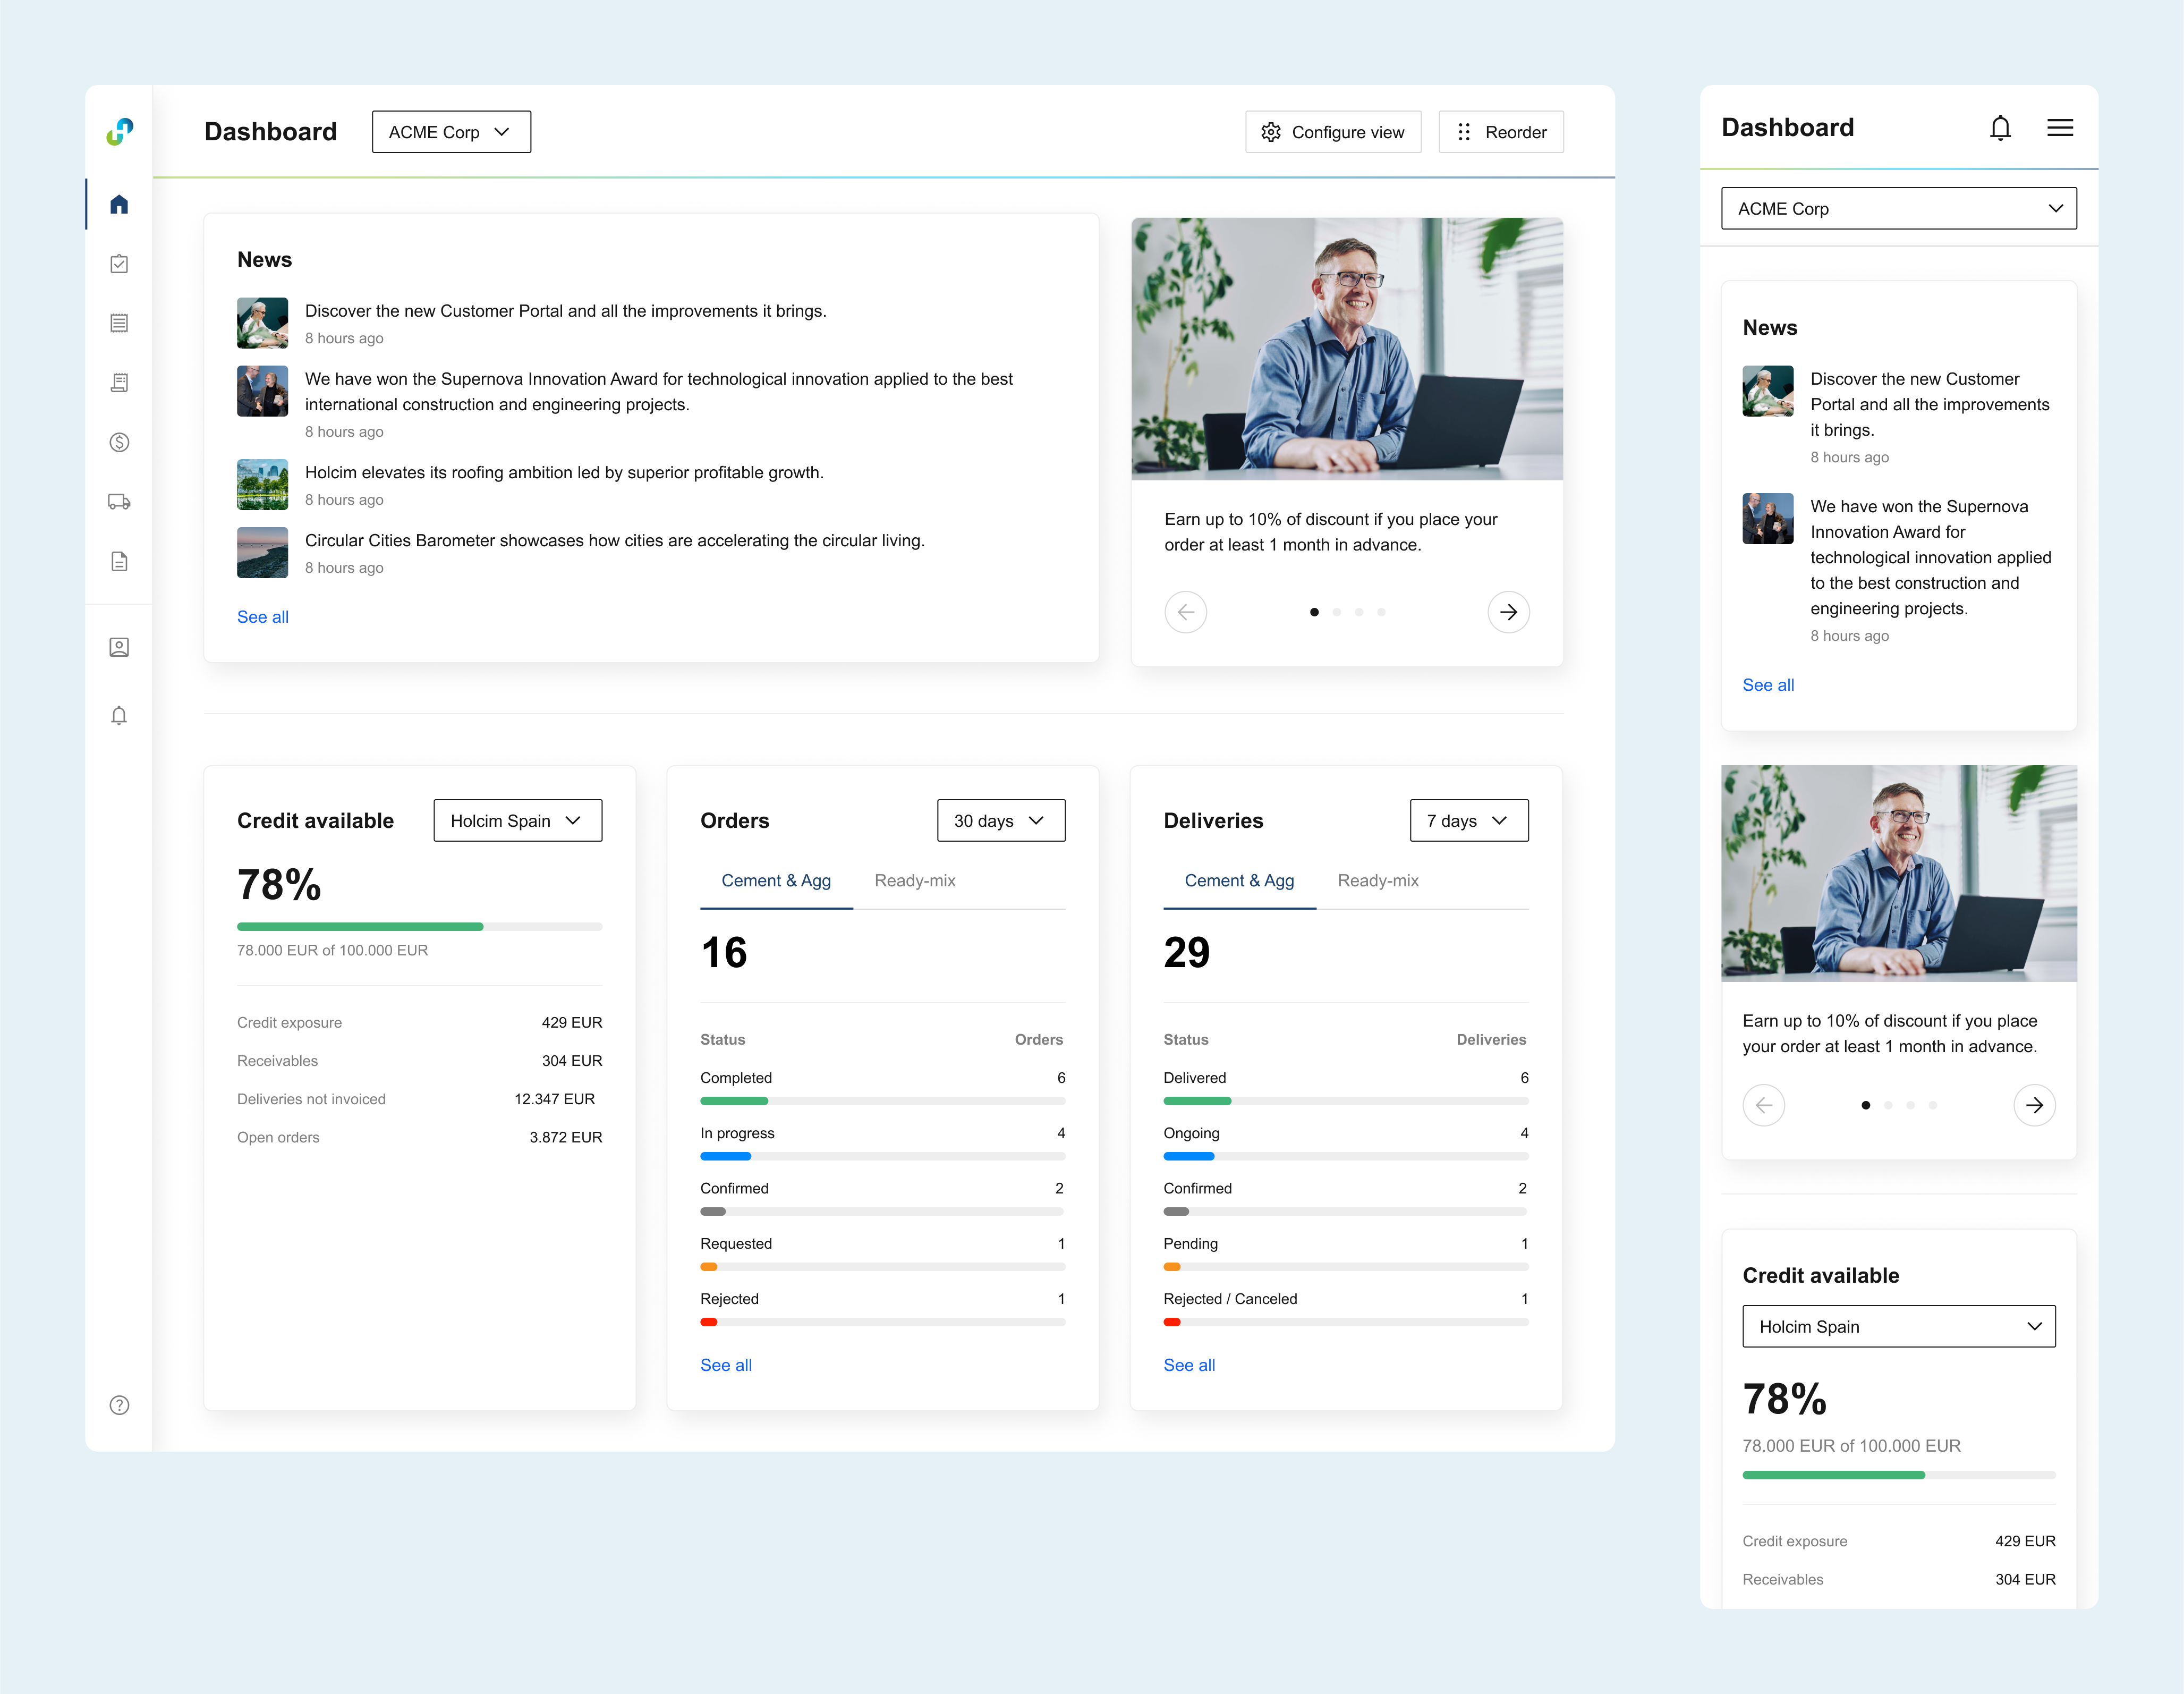 Dashboard
ACME Corp
Configure view
Reorder
News
Discover the new Customer Portal and all the improvements it brings.
8 hours ago
We have won the Supernova Innovation Award for technological innovation applied to the best
international construction and engineering projects.
8 hours ago
Holcim elevates its roofing ambition led by superior profitable growth.
8 hours ago
Circular Cities Barometer showcases how cities are accelerating the circular living.
8 hours ago
See all
Earn up to 10% of discount if you place your
order at least 1 month in advance.
Credit available
Holcim Spain
78%
78.000 EUR of 100.000 EUR
Credit exposure 429 EUR
Receivables 304 EUR
Deliveries not invoiced 12.347 EUR
Open orders 3.872 EUR
Orders
30 days
Cement & Agg Ready-mix
16
Status Orders
Completed 6
In progress 4
Confirmed 2
Requested 1
Rejected 1
See all
Deliveries
7 days
Cement & Agg Ready-mix
29
Status Deliveries
Delivered 6
Ongoing 4
Confirmed 2
Pending 1
Rejected / Canceled 1
See all
Dashboard
ACME Corp
News
Discover the new Customer
Portal and all the improvements
it brings.
8 hours ago
We have won the Supernova
Innovation Award for
technological innovation applied
to the best construction and
engineering projects.
8 hours ago
See all
Earn up to 10% of discount if you place
your order at least 1 month in advance.
Credit available
Holcim Spain
78%
78.000 EUR of 100.000 EUR
Credit exposure 429 EUR
Receivables 304 EUR